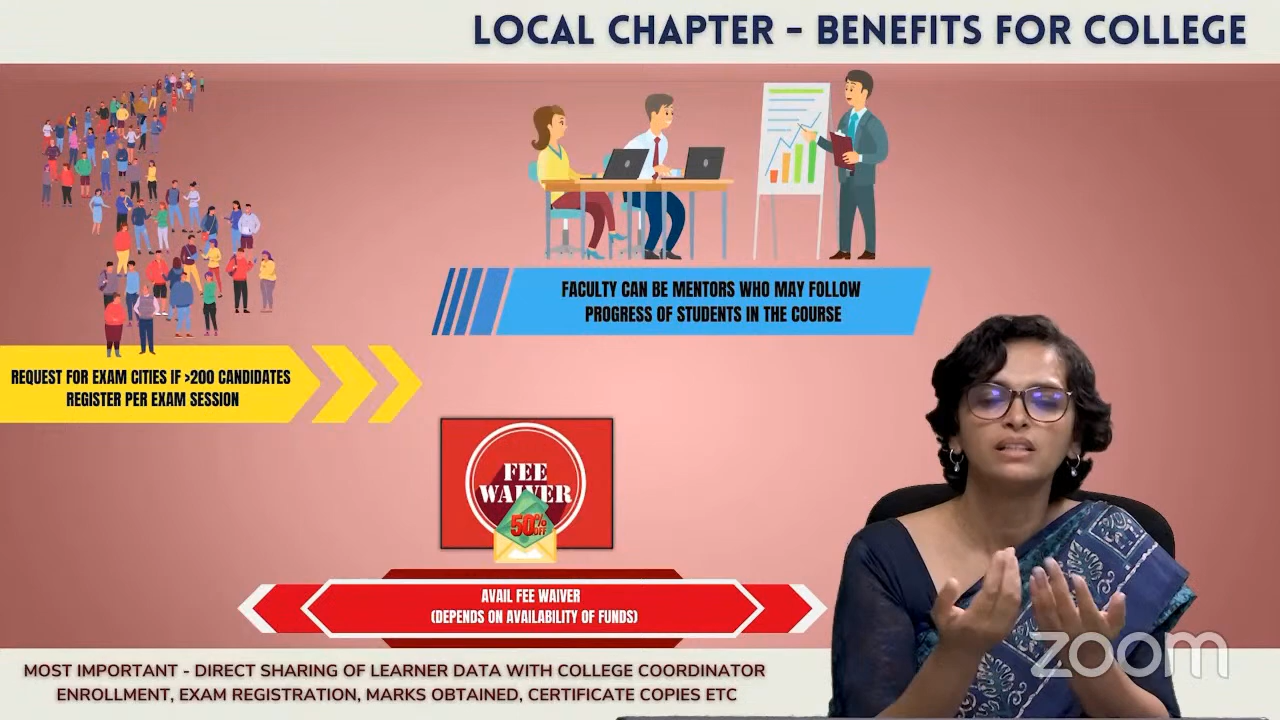 LOCAL CHAPTER - BENEFITS FOR COLLEGE
FACULTY CAN BE MENTORS WHO MAY FOLLOW
PROGRESS OF STUDENTS IN THE COURSE
REQUEST FOR EXAM CITIES IF >200 CANDIDATES
REGISTER PER EXAM SESSION
FEE
WAIVER
50%
OFF
AVAIL FEE WAIVER
(DEPENDS ON AVAILABILITY OF FUNDS)
MOST IMPORTANT - DIRECT SHARING OF LEARNER DATA WITH COLLEGE COORDINATOR
ENROLLMENT, EXAM REGISTRATION, MARKS OBTAINED, CERTIFICATE COPIES ETC
zoom